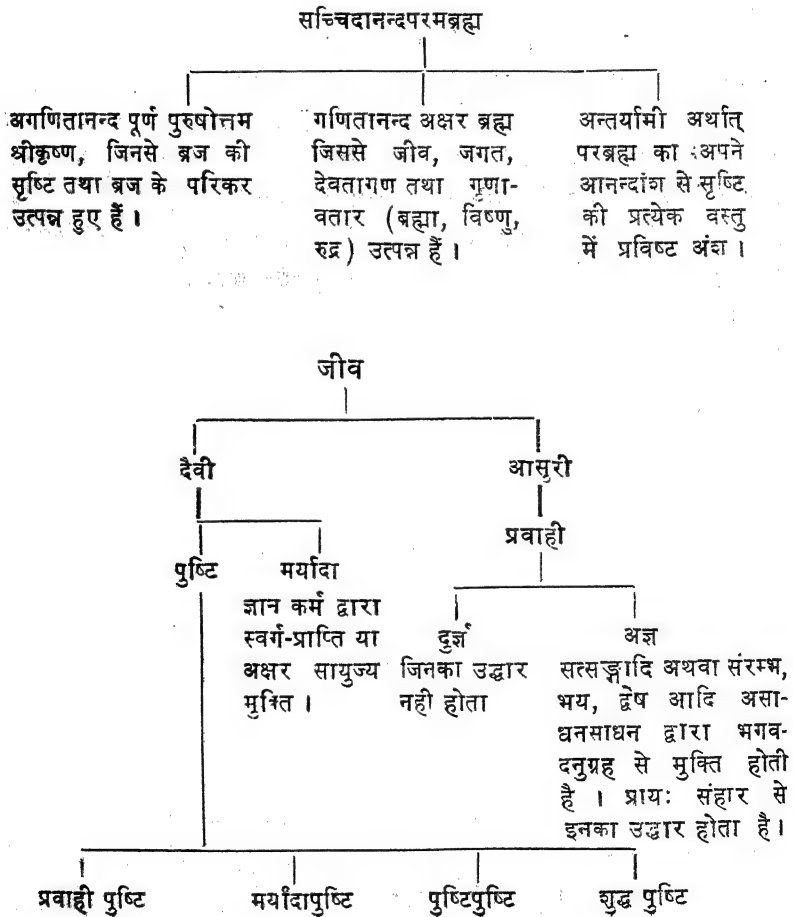 सच्चिदानन्दपरमब्रह्म
अगणितानन्द पूर्ण पुरुषोत्तम
श्रीकृष्ण, जिनसे ब्रज की
सृष्टि तथा ब्रज के परिकर
उत्पन्न हुए हैं।
गणितानन्द अक्षर ब्रह्म
जिससे जीव, जगत,
देवतागण तथा गुणा-
वतार (ब्रह्मा, विष्णु,
रुद्र) उत्पन्न हैं।
अन्तर्यामी अर्थात्
परब्रह्म का अपने
आनन्दांश से सृष्टि
की प्रत्येक वस्तु
में प्रविष्ट अंश।
जीव
दैवी
आसुरी
प्रवाही
पुष्टि
मर्यादा
ज्ञान कर्म द्वारा
स्वर्ग-प्राप्ति या
अक्षर सायुज्य
मुक्ति।
दुर्ज्ञ
जिनका उद्धार
नही होता
अज्ञ
सत्सङ्गादि अथवा संरम्भ,
भय, द्वेष आदि असा-
धनसाधन द्वारा भगव-
दनुग्रह से मुक्ति होती
है । प्रायः संहार से
इनका उद्धार होता है।
प्रवाही पुष्टि
मर्यादापुष्टि
पुष्टिपुष्टि
शुद्ध पुष्टि